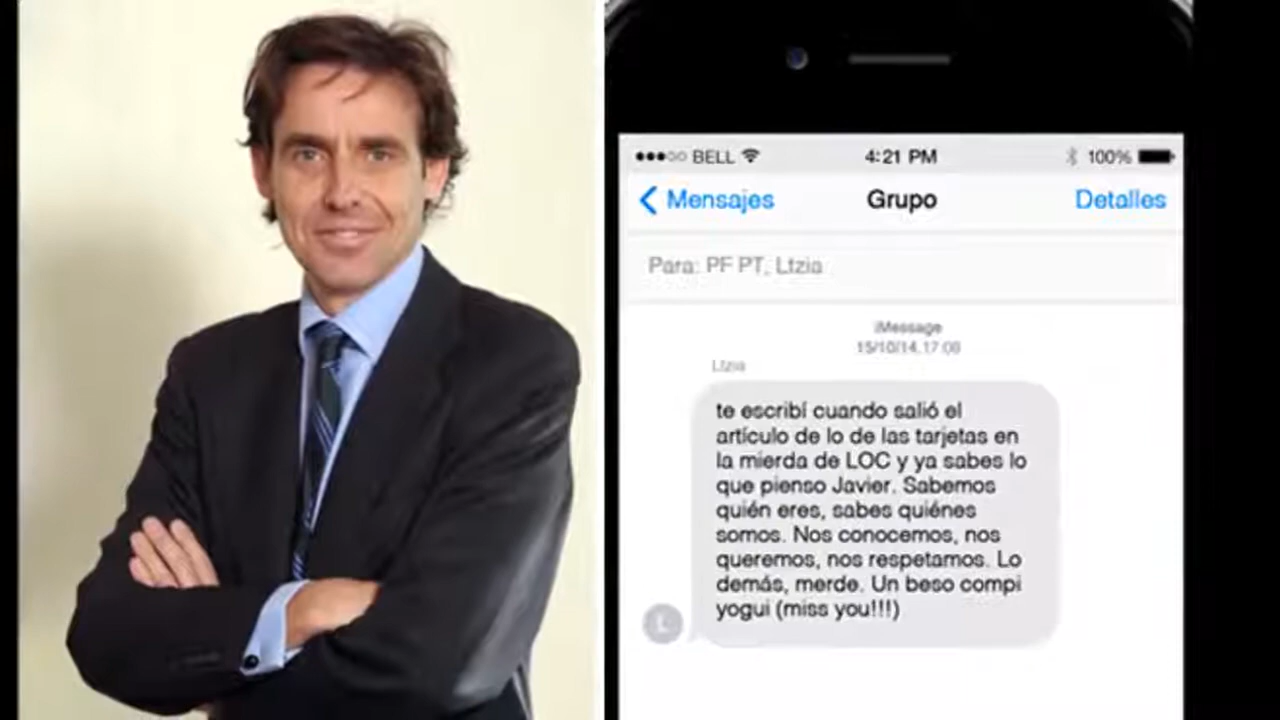 BELL 4:21 PM 100%
Mensajes Grupo Detalles
Para: PF PT, Ltzia
iMessage
15/10/14, 17:08
Ltzia
te escribí cuando salió el
artículo de lo de las tarjetas en
la mierda de LOC y ya sabes lo
que pienso Javier. Sabemos
quién eres, sabes quiénes
somos. Nos conocemos, nos
queremos, nos respetamos. Lo
demás, merde. Un beso compi
yogui (miss you!!!)
L